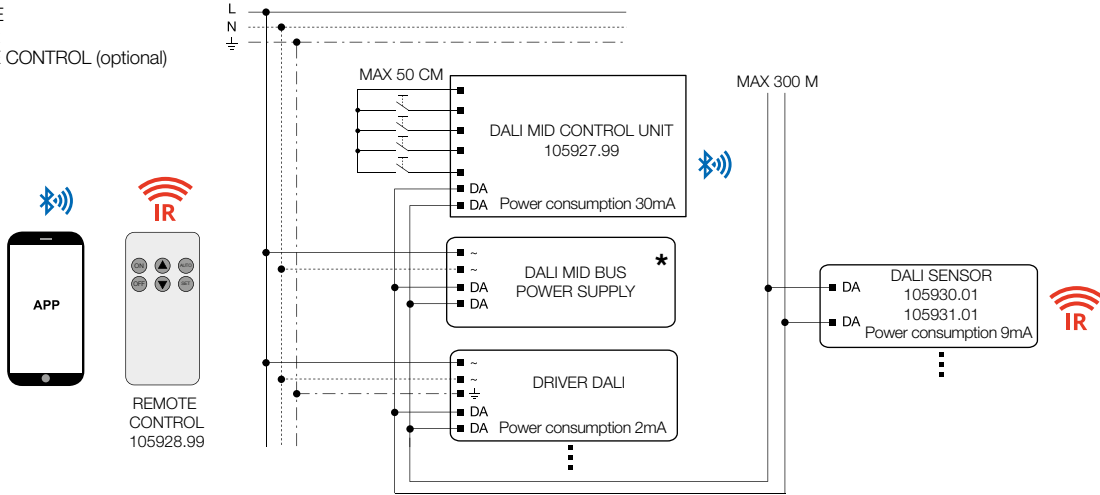 E
CONTROL (optional)
L
N
MAX 50 CM
MAX 300 M
DALI MID CONTROL UNIT
105927.99
DA
DA
Power consumption 30mA
IR
ON
AUTO
OFF
SET
APP
REMOTE
CONTROL
105928.99
~
~
DA
DA
DALI MID BUS
POWER SUPPLY
*
DALI SENSOR
105930.01
105931.01
Power consumption 9mA
DA
DA
IR
~
~
DRIVER DALI
DA
DA
Power consumption 2mA